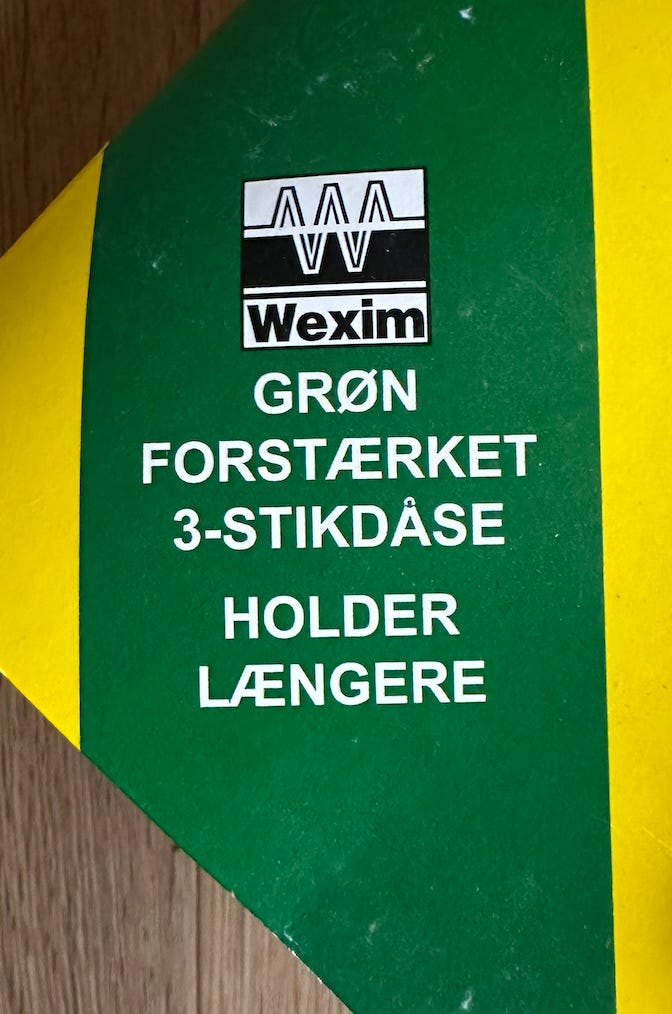 Wexim
GRØN
FORSTÆRKET
3-STIKDÅSE
HOLDER
LÆNGERE